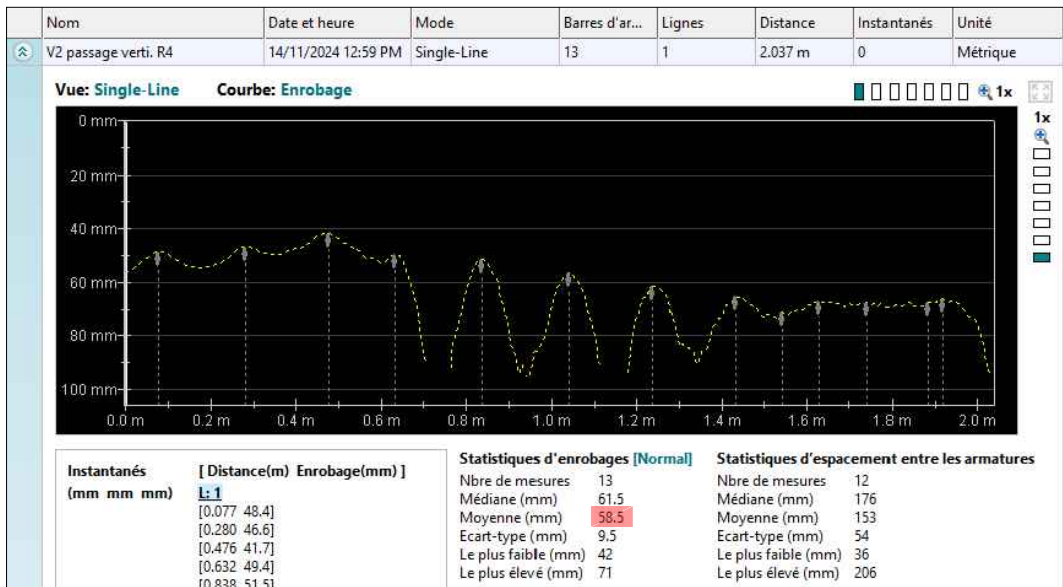 Nom Date et heure Mode Barres d'ar... Lignes Distance Instantanés Unité
V2 passage verti. R4 14/11/2024 12:59 PM Single-Line 13 1 2.037 m 0 Métrique
Vue: Single-Line Courbe: Enrobage 1x
1x
0 mm
20 mm
40 mm
60 mm
80 mm
100 mm
0.0 m 0.2 m 0.4 m 0.6 m 0.8 m 1.0 m 1.2 m 1.4 m 1.6 m 1.8 m 2.0 m
Instantanés
(mm mm mm)
[ Distance(m) Enrobage(mm) ]
L: 1
[0.077 48.4]
[0.280 46.6]
[0.476 41.7]
[0.632 49.4]
[0.838 51.5]
Statistiques d'enrobages [Normal]
Nbre de mesures 13
Médiane (mm) 61.5
Moyenne (mm) 58.5
Ecart-type (mm) 9.5
Le plus faible (mm) 42
Le plus élevé (mm) 71
Statistiques d'espacement entre les armatures
Nbre de mesures 12
Médiane (mm) 176
Moyenne (mm) 153
Ecart-type (mm) 54
Le plus faible (mm) 36
Le plus élevé (mm) 206